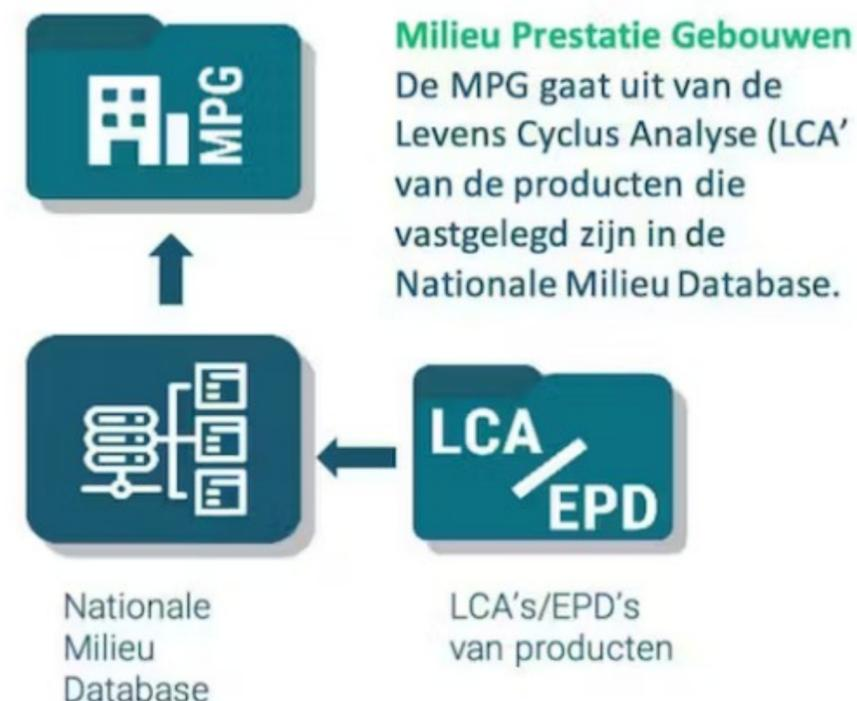 MPG
Milieu Prestatie Gebouwen
De MPG gaat uit van de
Levens Cyclus Analyse (LCA'
van de producten die
vastgelegd zijn in de
Nationale Milieu Database.
LCA/EPD
Nationale
Milieu
Database
LCA's/EPD's
van producten